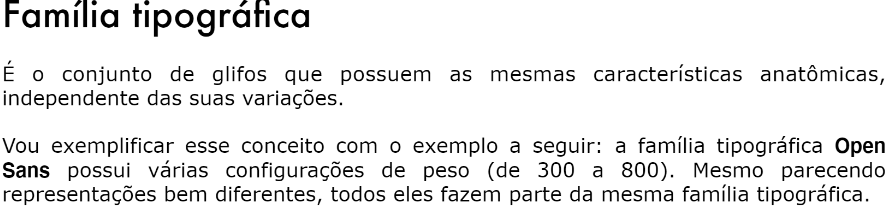 Família tipográfica
É o conjunto de glifos que possuem as mesmas características anatômicas,
independente das suas variações.
Vou exemplificar esse conceito com o exemplo a seguir: a família tipográfica Open
Sans possui várias configurações de peso (de 300 a 800). Mesmo parecendo
representações bem diferentes, todos eles fazem parte da mesma família tipográfica.